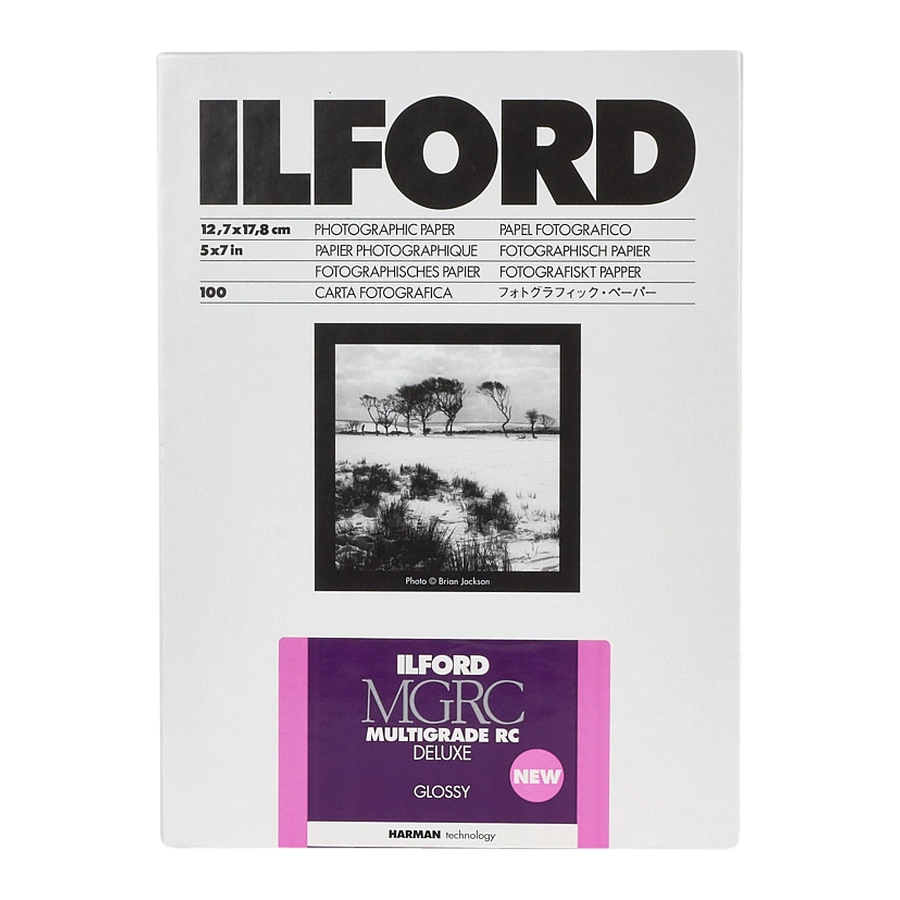 ILFORD
12,7x17,8 cm PHOTOGRAPHIC PAPER PAPEL FOTOGRAFICO
5x7 in PAPIER PHOTOGRAPHIQUE FOTOGRAPHISCH PAPIER
FOTOGRAPHISCHES PAPIER FOTOGRAFISKT PAPPER
100 CARTA FOTOGRAFICA フォトグラフィック・ペーパー
Photo © Brian Jackson
ILFORD
MGRC
MULTIGRADE RC
DELUXE
NEW
GLOSSY
HARMAN technology